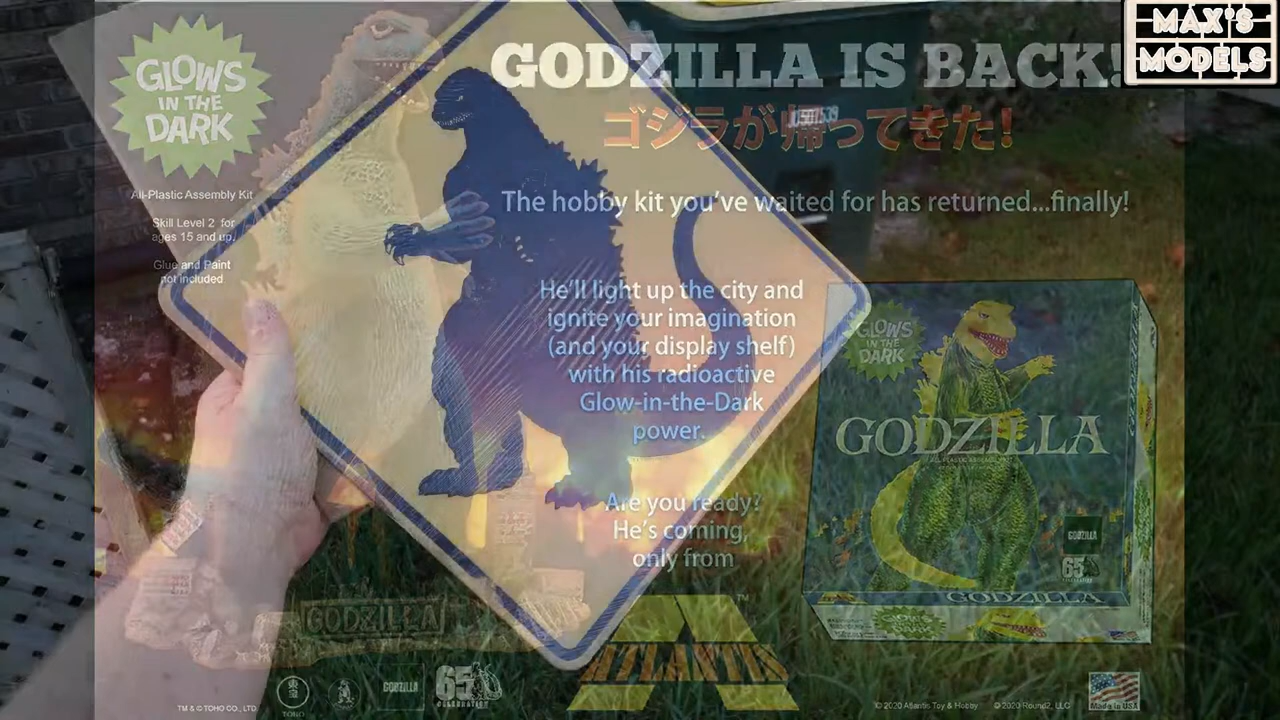 MAX'S
MODELS
GLOWS
IN THE
DARK
All-Plastic Assembly Kit
Skill Level 2 for
ages 15 and up.
Glue and Paint
not included
GODZILLA IS BACK!
ゴジラが帰ってきた!
The hobby kit you've waited for has returned...finally!
He'll light up the city and
ignite your imagination
(and your display shelf)
with his radioactive
Glow-in-the-Dark
power.
Are you ready?
He's coming,
only from
ATLANTIS
™
GLOWS
IN THE
DARK
GODZILLA
GODZILLA
65
GODZILLA
GODZILLA
TM & © TOHO CO., LTD.
TOHO
GODZILLA
65
CELEBRATION
© 2020 Atlantis Toy & Hobby
© 2020 Round2, LLC
Made in USA